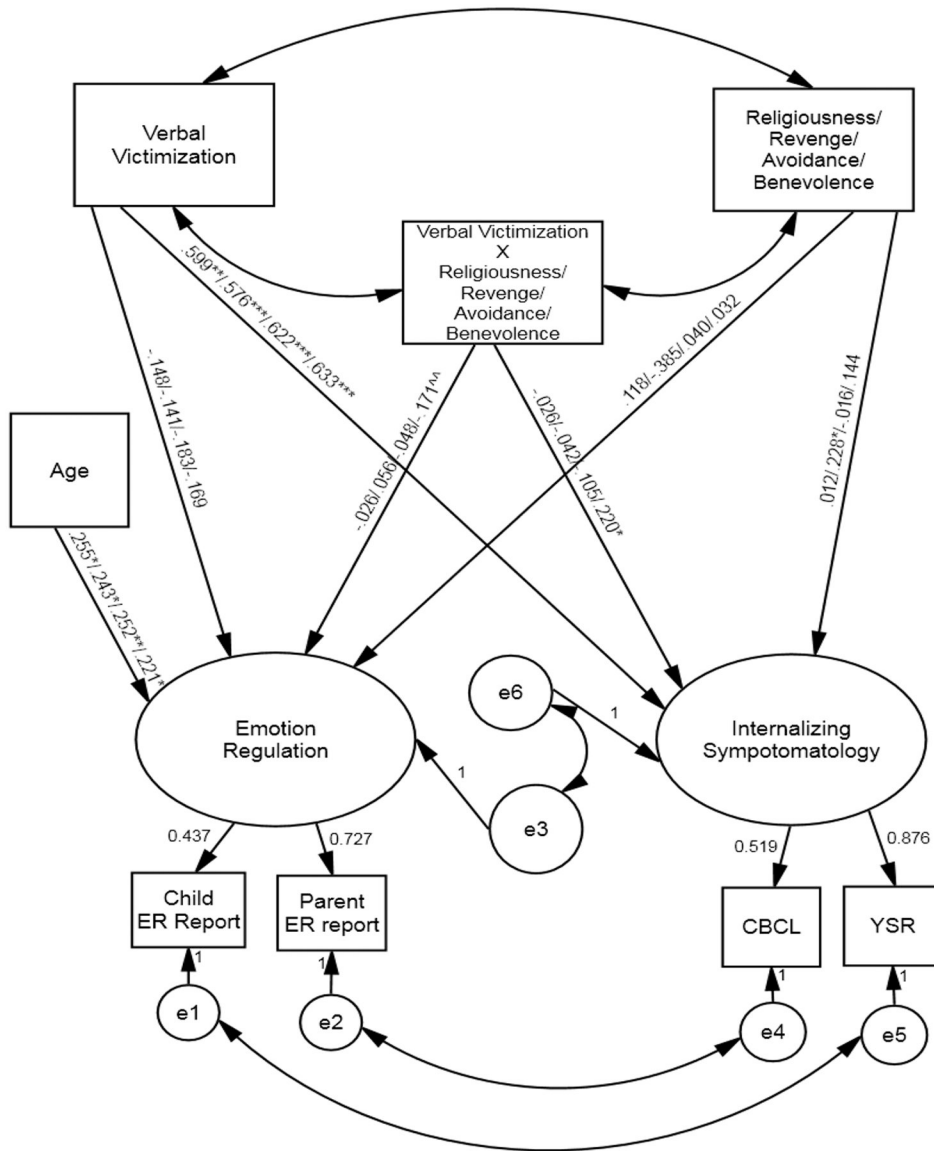 Verbal
Victimization
Religiousness/
Revenge/
Avoidance/
Benevolence
Verbal Victimization
X
Religiousness/
Revenge/
Avoidance/
Benevolence
.599**/.576***/.622***/.633***
.118/-.385/.040/.032
-.148/-.141/-.183/-.169
-.026/.056/-.048/-.171^^
-.026/-.042/-.105/.220*
.012/.228*/-.016/.144
Age
.255*/.243*/.252**/.221*
Emotion
Regulation
e6
1
Internalizing
Sympotomatology
1
e3
0.437
0.727
0.519
0.876
Child
ER Report
Parent
ER report
CBCL
YSR
1
1
1
1
e1
e2
e4
e5